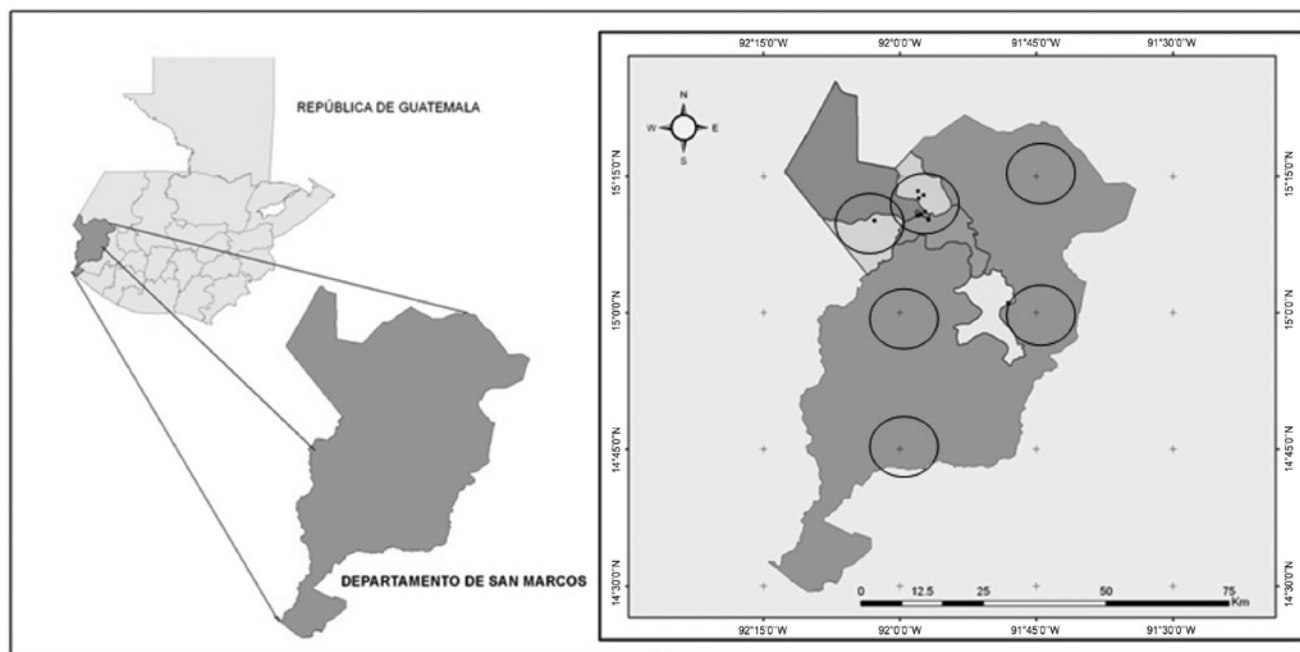 REPÚBLICA DE GUATEMALA
DEPARTAMENTO DE SAN MARCOS
92°15'0"W 92°0'0"W 91°45'0"W 91°30'0"W
N
W E
S
15°15'0"N 15°15'0"N
15°0'0"N 15°0'0"N
14°45'0"N 14°45'0"N
14°30'0"N 14°30'0"N
0 12.5 25 50 75
Km
92°15'0"W 92°0'0"W 91°45'0"W 91°30'0"W